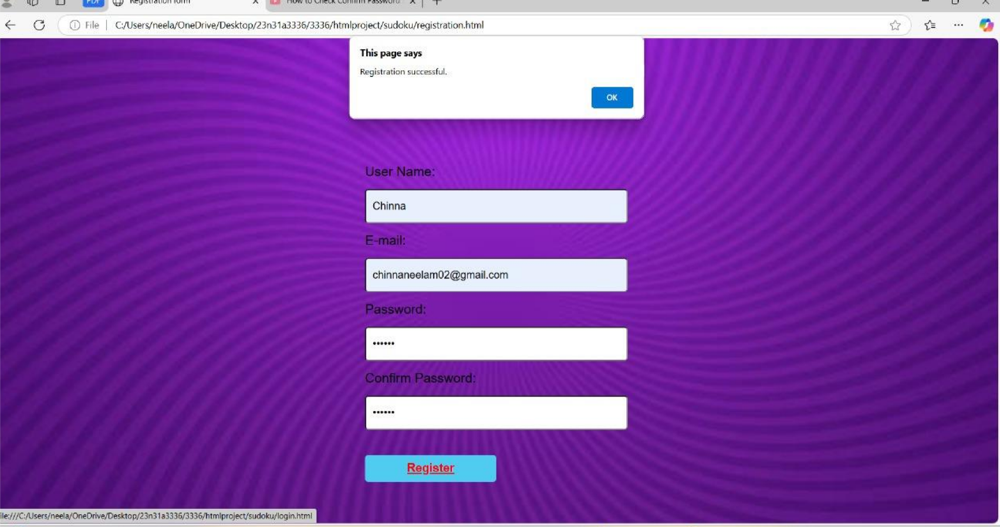 PDF Registration form How to Check Confirm Password
File C:/Users/neela/OneDrive/Desktop/23n31a3336/3336/htmlproject/sudoku/registration.html
This page says
Registration successful.
OK
User Name:
Chinna
E-mail:
chinnaneelam02@gmail.com
Password:
••••••
Confirm Password:
••••••
Register
ile:///C:/Users/neela/OneDrive/Desktop/23n31a3336/3336/htmlproject/sudoku/login.html